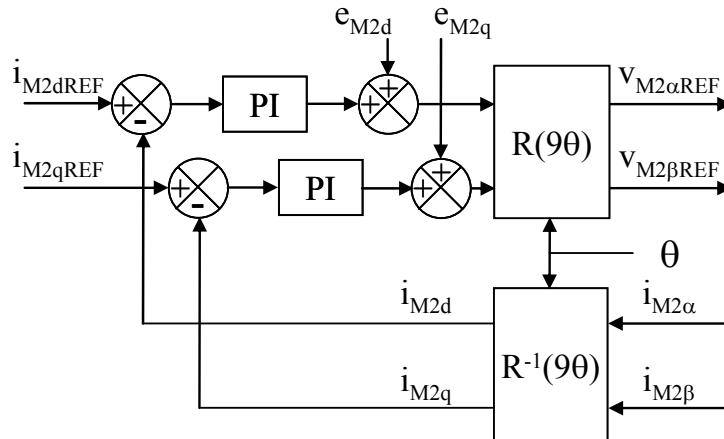 e_M2d e_M2q
i_M2dREF v_M2αREF
+ - PI + + R(9θ)
i_M2qREF v_M2βREF
+ - PI + +
θ
i_M2d i_M2α
R⁻¹(9θ)
i_M2q i_M2β